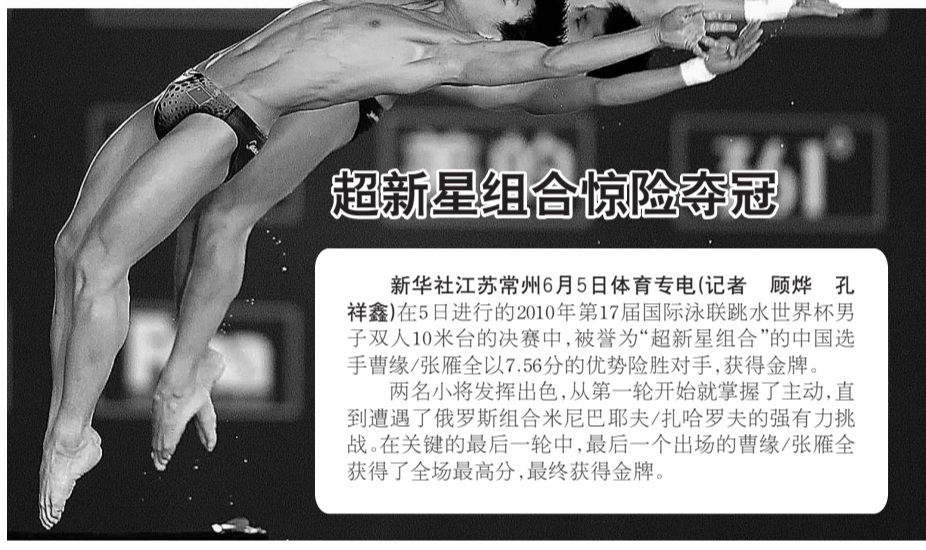 361°
超新星组合惊险夺冠
新华社江苏常州6月5日体育专电(记者　顾烨　孔
祥鑫)在5日进行的2010年第17届国际泳联跳水世界杯男
子双人10米台的决赛中,被誉为“超新星组合”的中国选
手曹缘/张雁全以7.56分的优势险胜对手,获得金牌。
两名小将发挥出色,从第一轮开始就掌握了主动,直
到遭遇了俄罗斯组合米尼巴耶夫/扎哈罗夫的强有力挑
战。在关键的最后一轮中,最后一个出场的曹缘/张雁全
获得了全场最高分,最终获得金牌。